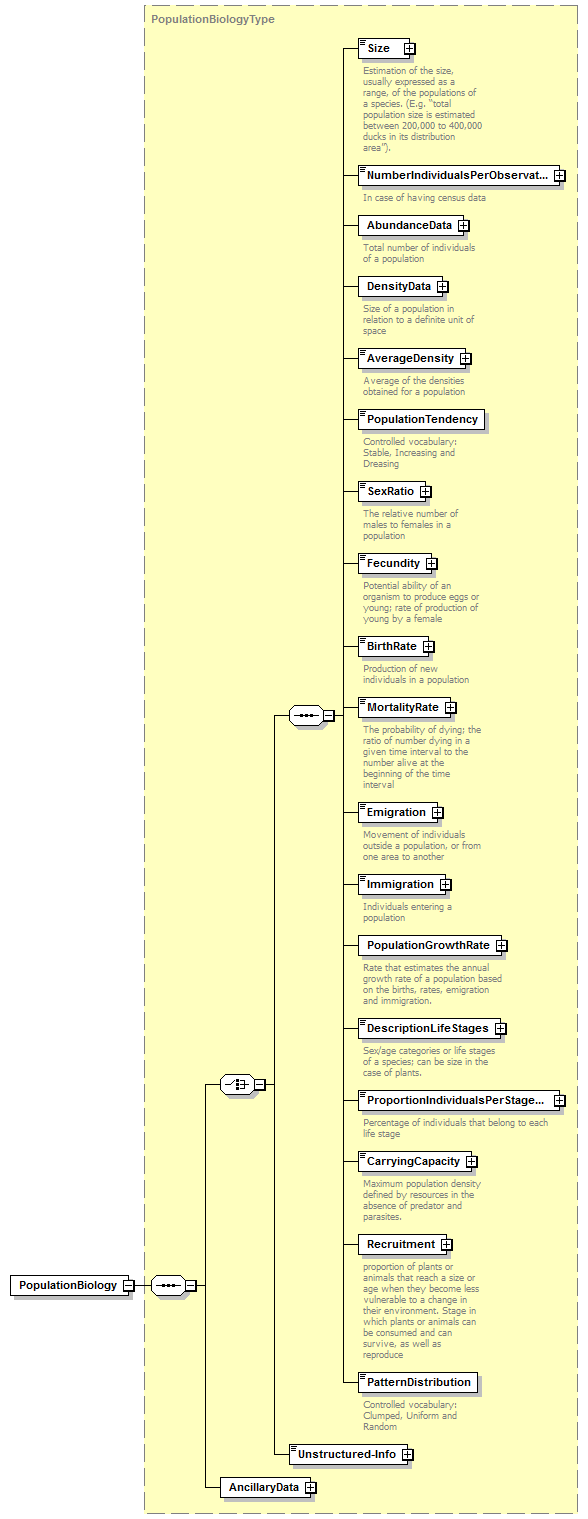 PopulationBiologyType
Size
Estimation of the size,
usually expressed as a
range, of the populations of
a species. (E.g. "total
population size is estimated
between 200,000 to 400,000
ducks in its distribution
area").
NumberIndividualsPerObservat...
In case of having census data
AbundanceData
Total number of individuals
of a population
DensityData
Size of a population in
relation to a definite unit of
space
AverageDensity
Average of the densities
obtained for a population
PopulationTendency
Controlled vocabulary:
Stable, Increasing and
Dreasing
SexRatio
The relative number of
males to females in a
population
Fecundity
Potential ability of an
organism to produce eggs or
young; rate of production of
young by a female
BirthRate
Production of new
individuals in a population
MortalityRate
The probability of dying; the
ratio of number dying in a
given time interval to the
number alive at the
beginning of the time
interval
Emigration
Movement of individuals
outside a population, or from
one area to another
Immigration
Individuals entering a
population
PopulationGrowthRate
Rate that estimates the annual
growth rate of a population based
on the births, rates, emigration
and immigration.
DescriptionLifeStages
Sex/age categories or life stages
of a species; can be size in the
case of plants.
ProportionIndividualsPerStage...
Percentage of individuals that belong to each
life stage
CarryingCapacity
Maximum population density
defined by resources in the
absence of predator and
parasites.
Recruitment
proportion of plants or
animals that reach a size or
age when they become less
vulnerable to a change in
their environment. Stage in
which plants or animals can
be consumed and can
survive, as well as
reproduce
PatternDistribution
Controlled vocabulary:
Clumped, Uniform and
Random
PopulationBiology
Unstructured-Info
AncillaryData